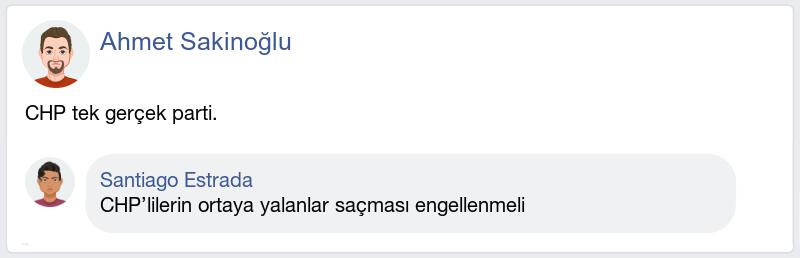 Ahmet Sakinoğlu
CHP tek gerçek parti.
Santiago Estrada
CHP’lilerin ortaya yalanlar saçması engellenmeli